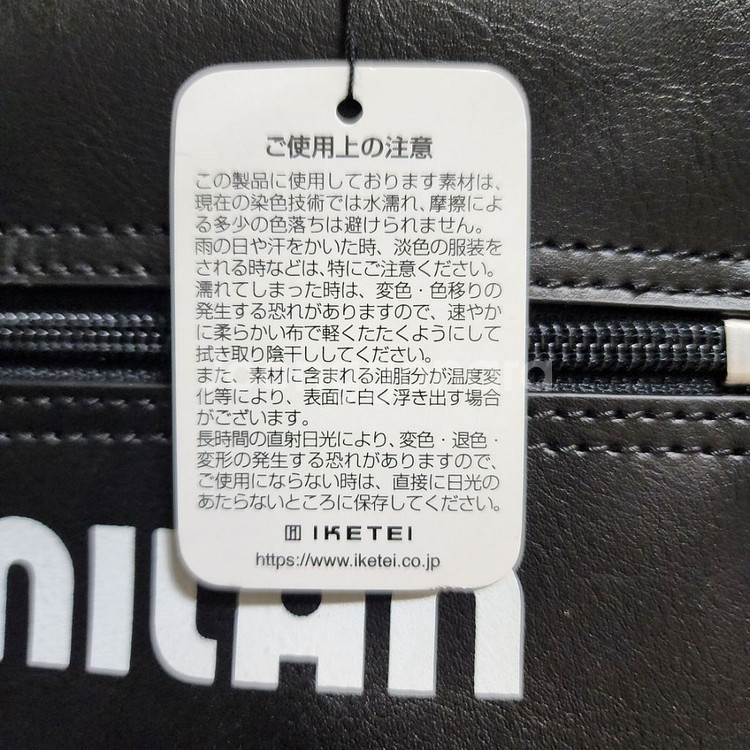 ご使用上の注意
この製品に使用しております素材は、
現在の染色技術では水濡れ、摩擦によ
る多少の色落ちは避けられません。
雨の日や汗をかいた時、淡色の服装を
される時などは、特にご注意ください。
濡れてしまった時は、変色・色移りの
発生する恐れがありますので、速やか
に柔らかい布で軽くたたくようにして
拭き取り陰干ししてください。
また、素材に含まれる油脂分が温度変
化等により、表面に白く浮き出す場合
がございます。
長時間の直射日光により、変色・退色・
変形の発生する恐れがありますので、
ご使用にならない時は、直接に日光の
あたらないところに保存してください。
IKETEI
https://www.iketei.co.jp
milan